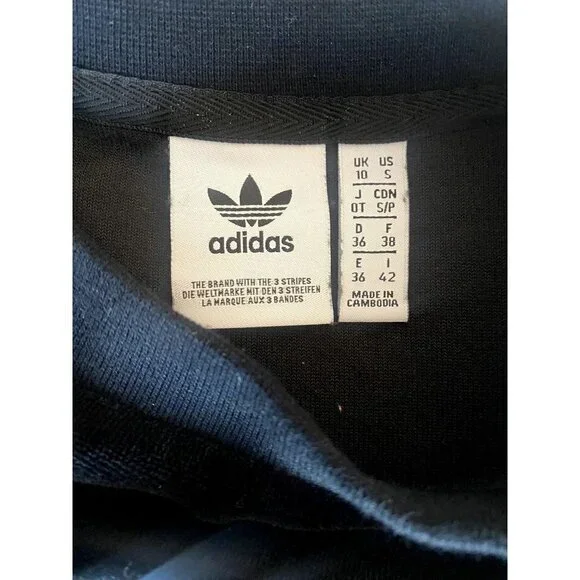 adidas
THE BRAND WITH THE 3 STRIPES
DIE WELTMARKE MIT DEN 3 STREIFEN
LA MARQUE AUX 3 BANDES
UK US
10 S
J CDN
OT S/P
D F
36 38
E I
36 42
MADE IN
CAMBODIA